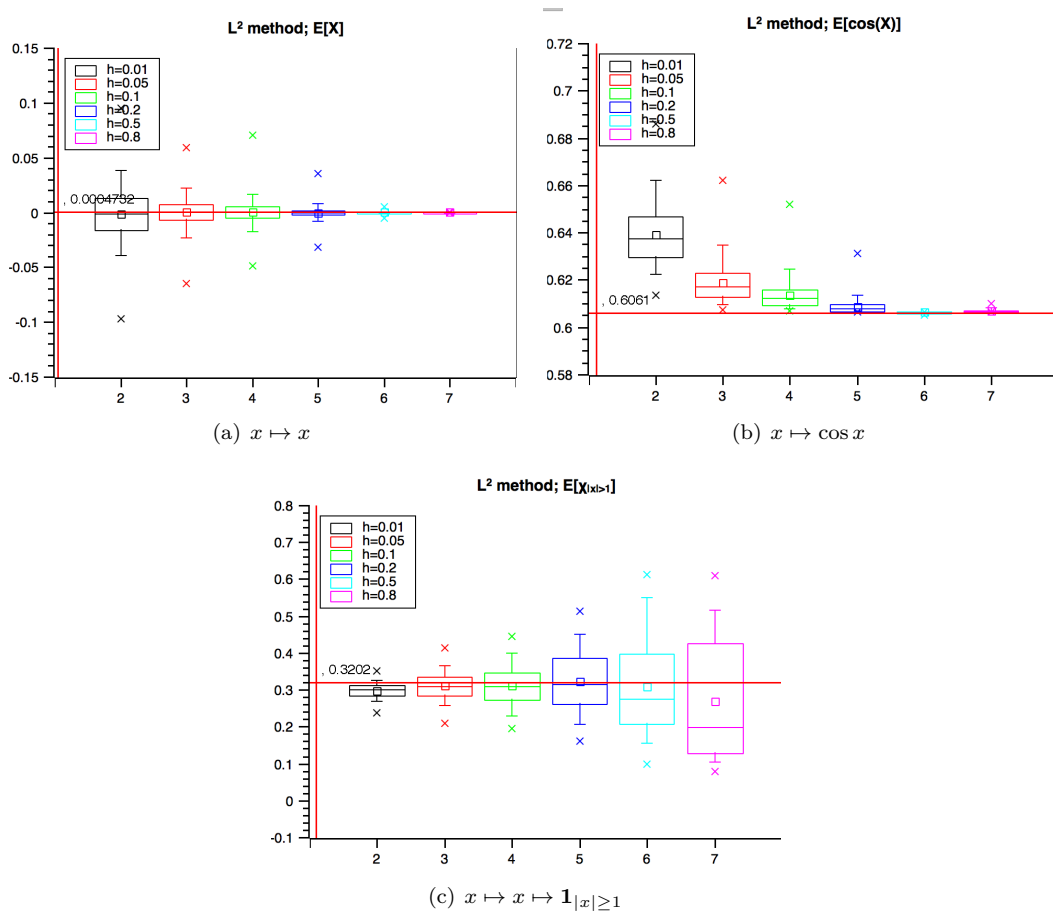 L² method; E[X]
0.15
0.1
0.05
0
-0.05
-0.1
-0.15
h=0.01
h=0.05
h=0.1
h=0.2
h=0.5
h=0.8
, 0.0004732
2 3 4 5 6 7
(a) x ↦ x
L² method; E[cos(X)]
0.72
0.7
0.68
0.66
0.64
0.62
0.6
0.58
h=0.01
h=0.05
h=0.1
h=0.2
h=0.5
h=0.8
, 0.6061
2 3 4 5 6 7
(b) x ↦ cos x
L² method; E[χ|x|>1]
0.8
0.7
0.6
0.5
0.4
0.3
0.2
0.1
0
-0.1
h=0.01
h=0.05
h=0.1
h=0.2
h=0.5
h=0.8
, 0.3202
2 3 4 5 6 7
(c) x ↦ x ↦ 1|x|≥1